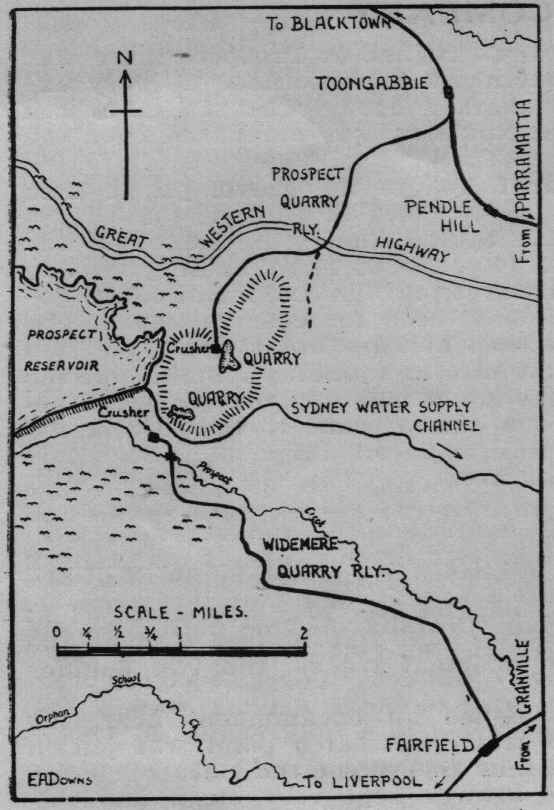 To BLACKTOWN
N
TOONGABBIE
From PARRAMATTA
PROSPECT
QUARRY
RLY.
PENDLE
HILL
GREAT WESTERN HIGHWAY
PROSPECT
RESERVOIR
Crusher
QUARRY
QUARRY
Crusher
SYDNEY WATER SUPPLY
CHANNEL
Prospect Creek
WIDEMERE
QUARRY RLY.
SCALE - MILES.
0 ¼ ½ ¾ 1 2
From GRANVILLE
Orphan School Ck
FAIRFIELD
EADOWNS
To LIVERPOOL